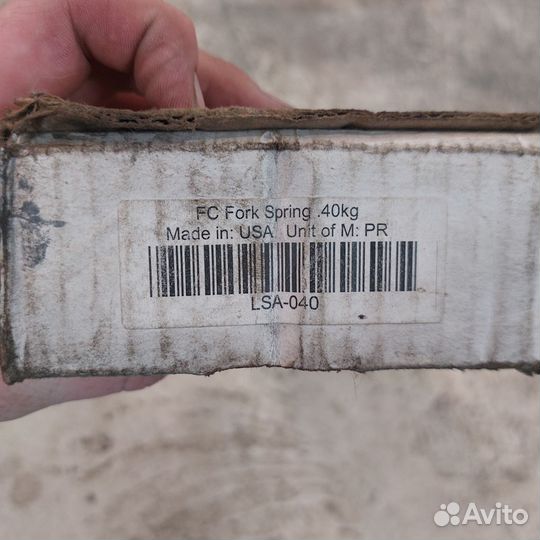 FC Fork Spring .40kg
Made in: USA Unit of M: PR
LSA-040
Avito